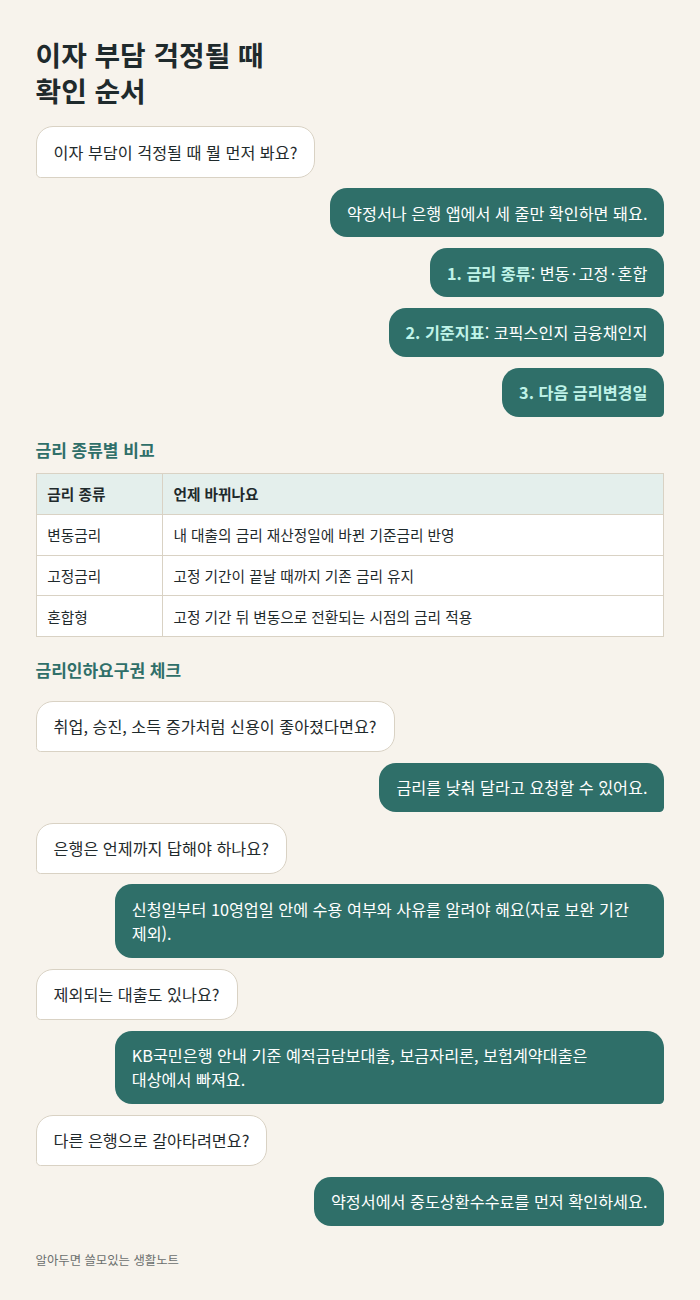 이자 부담 걱정될 때
확인 순서
이자 부담이 걱정될 때 뭘 먼저 봐요?
약정서나 은행 앱에서 세 줄만 확인하면 돼요.
1. 금리 종류: 변동·고정·혼합
2. 기준지표: 코픽스인지 금융채인지
3. 다음 금리변경일
금리 종류별 비교
금리 종류 언제 바뀌나요
변동금리 내 대출의 금리 재산정일에 바뀐 기준금리 반영
고정금리 고정 기간이 끝날 때까지 기존 금리 유지
혼합형 고정 기간 뒤 변동으로 전환되는 시점의 금리 적용
금리인하요구권 체크
취업, 승진, 소득 증가처럼 신용이 좋아졌다면요?
금리를 낮춰 달라고 요청할 수 있어요.
은행은 언제까지 답해야 하나요?
신청일부터 10영업일 안에 수용 여부와 사유를 알려야 해요(자료 보완 기간
제외).
제외되는 대출도 있나요?
KB국민은행 안내 기준 예적금담보대출, 보금자리론, 보험계약대출은
대상에서 빠져요.
다른 은행으로 갈아타려면요?
약정서에서 중도상환수수료를 먼저 확인하세요.
알아두면 쓸모있는 생활노트